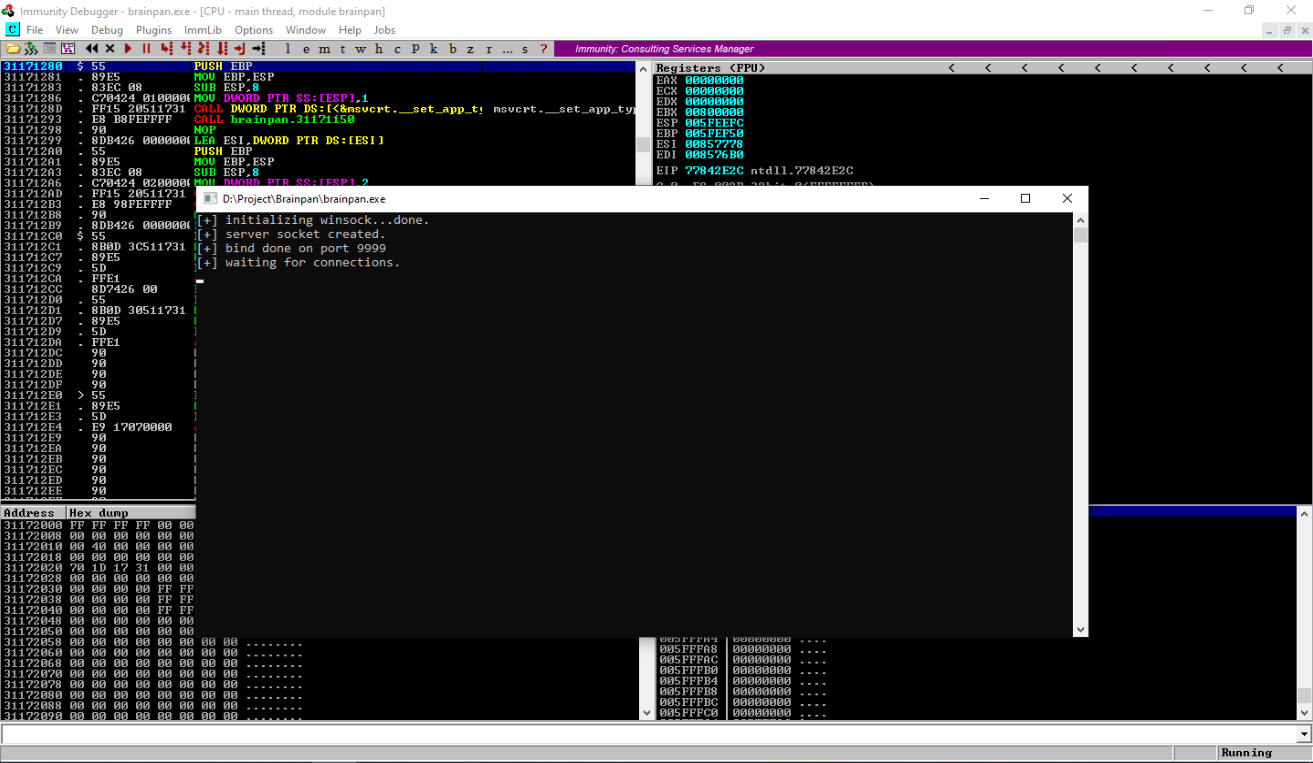 Immunity Debugger - brainpan.exe - [CPU - main thread, module brainpan]
C File View Debug Plugins ImmLib Options Window Help Jobs
l e m t w h c P k b z r ... s ? Immunity: Consulting Services Manager
31171280 $ 55 PUSH EBP
31171281 . 89E5 MOV EBP,ESP
31171283 . 83EC 08 SUB ESP,8
31171286 . C70424 0100000 MOV DWORD PTR SS:[ESP],1
3117128D . FF15 20511731 CALL DWORD PTR DS:[<&msvcrt.__set_app_ty msvcrt.__set_app_typ
31171293 . E8 B8FEFFFF CALL brainpan.31171150
31171298 . 90 NOP
31171299 . 8DB426 0000000 LEA ESI,DWORD PTR DS:[ESI]
311712A0 . 55 PUSH EBP
311712A1 . 89E5 MOV EBP,ESP
311712A3 . 83EC 08 SUB ESP,8
311712A6 . C70424 0200000 MOV DWORD PTR SS:[ESP],2
311712AD . FF15 20511731
311712B3 . E8 98FEFFFF
311712B8 . 90
311712B9 . 8DB426 0000000
311712C0 $ 55
311712C1 . 8B0D 3C511731
311712C7 . 89E5
311712C9 . 5D
311712CA . FFE1
311712CC 8D7426 00
311712D0 . 55
311712D1 . 8B0D 30511731
311712D7 . 89E5
311712D9 . 5D
311712DA . FFE1
311712DC 90
311712DD 90
311712DE 90
311712DF 90
311712E0 > 55
311712E1 . 89E5
311712E3 . 5D
311712E4 . E9 17070000
311712E9 90
311712EA 90
311712EB 90
311712EC 90
311712ED 90
311712EE 90
Registers (FPU) < < < < < < < < < <
EAX 00000000
ECX 00000000
EDX 00000000
EBX 00800000
ESP 005FEEFC
EBP 005FEF50
ESI 00857778
EDI 008576B0
EIP 77842E2C ntdll.77842E2C
D:\Project\Brainpan\brainpan.exe
[+] initializing winsock...done.
[+] server socket created.
[+] bind done on port 9999
[+] waiting for connections.
Address Hex dump
31172000 FF FF FF FF 00 00
31172008 00 00 00 00 00 00
31172010 00 40 00 00 00 00
31172018 00 00 00 00 00 00
31172020 70 1D 17 31 00 00
31172028 00 00 00 00 00 00
31172030 00 00 00 00 FF FF
31172038 00 00 00 00 FF FF
31172040 00 00 00 00 FF FF
31172048 00 00 00 00 00 00
31172050 00 00 00 00 00 00
31172058 00 00 00 00 00 00 00 00 ........
31172060 00 00 00 00 00 00 00 00 ........
31172068 00 00 00 00 00 00 00 00 ........
31172070 00 00 00 00 00 00 00 00 ........
31172078 00 00 00 00 00 00 00 00 ........
31172080 00 00 00 00 00 00 00 00 ........
31172088 00 00 00 00 00 00 00 00 ........
31172090 00 00 00 00 00 00 00 00 ........
005FFFA4 00000000 ....
005FFFA8 00000000 ....
005FFFAC 00000000 ....
005FFFB0 00000000 ....
005FFFB4 00000000 ....
005FFFB8 00000000 ....
005FFFBC 00000000 ....
005FFFC0 00000000 ....
Running